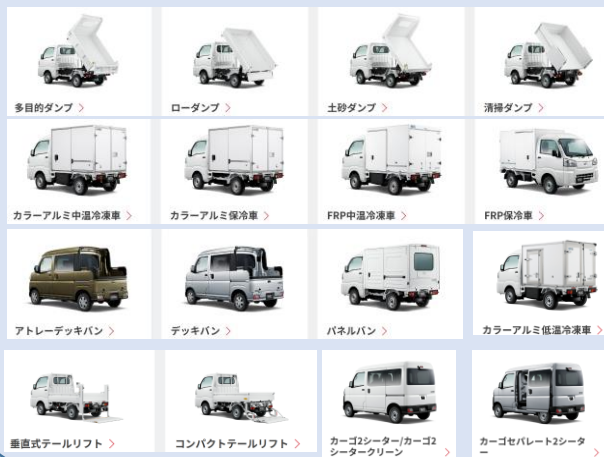 多目的ダンプ
ローダンプ
土砂ダンプ
清掃ダンプ
カラーアルミ中温冷凍車
カラーアルミ保冷車
FRP中温冷凍車
FRP保冷車
アトレーデッキバン
デッキバン
パネルバン
カラーアルミ低温冷凍車
垂直式テールリフト
コンパクトテールリフト
カーゴ2シーター/カーゴ2
シータークリーン
カーゴセパレート2シータ
ー